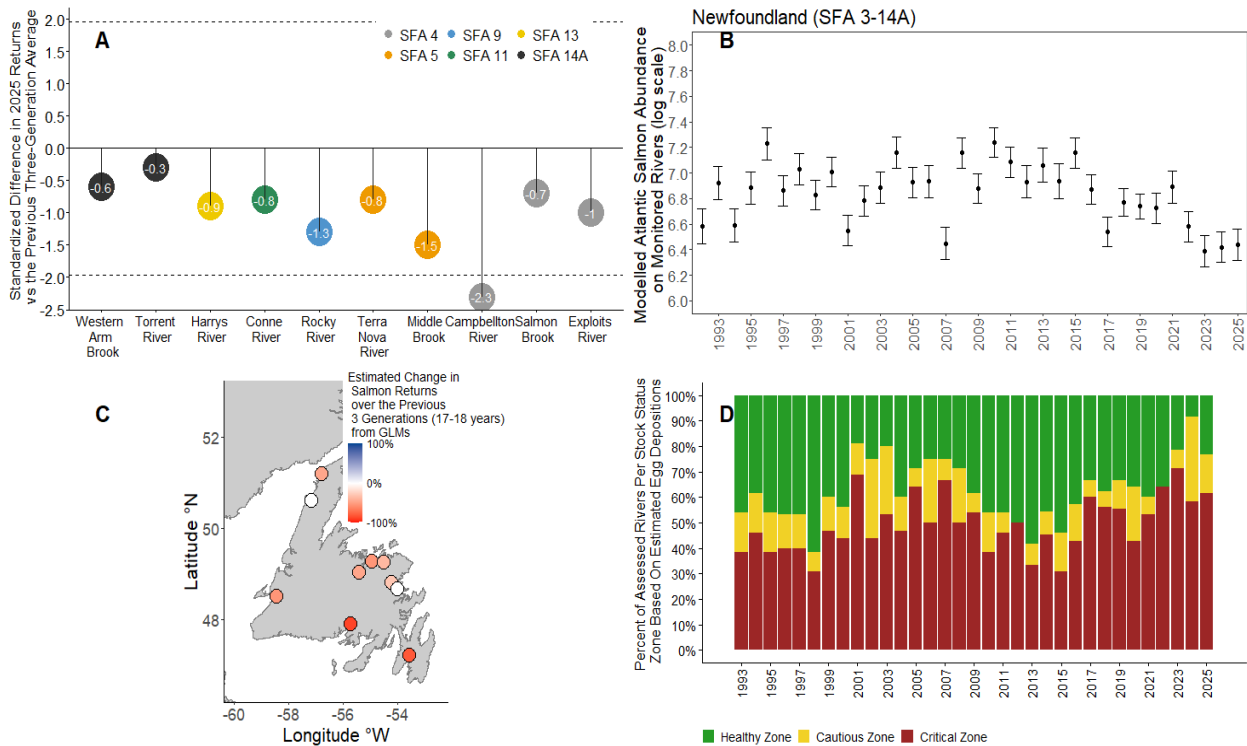 A
Standardized Difference in 2025 Returns
vs the Previous Three-Generation Average
2.0
1.5
1.0
0.5
0.0
-0.5
-1.0
-1.5
-2.0
-2.5
SFA 4
SFA 9
SFA 13
SFA 5
SFA 11
SFA 14A
-0.6
-0.3
-0.9
-0.8
-1.3
-0.8
-1.5
-2.3
-0.7
-1
Western
Arm
Brook
Torrent
River
Harrys
River
Conne
River
Rocky
River
Terra
Nova
River
Middle
Brook
Campbellton
River
Salmon
Brook
Exploits
River
Newfoundland (SFA 3-14A)
B
Modelled Atlantic Salmon Abundance
on Monitored Rivers (log scale)
8.0
7.8
7.6
7.4
7.2
7.0
6.8
6.6
6.4
6.2
6.0
1993
1995
1997
1999
2001
2003
2005
2007
2009
2011
2013
2015
2017
2019
2021
2023
2025
C
Estimated Change in
Salmon Returns
over the Previous
3 Generations (17-18 years)
from GLMs
100%
0%
-100%
Latitude °N
52
50
48
-60
-58
-56
-54
Longitude °W
D
Percent of Assessed Rivers Per Stock Status
Zone Based On Estimated Egg Depositions
100%
90%
80%
70%
60%
50%
40%
30%
20%
10%
0%
1993
1995
1997
1999
2001
2003
2005
2007
2009
2011
2013
2015
2017
2019
2021
2023
2025
Healthy Zone
Cautious Zone
Critical Zone